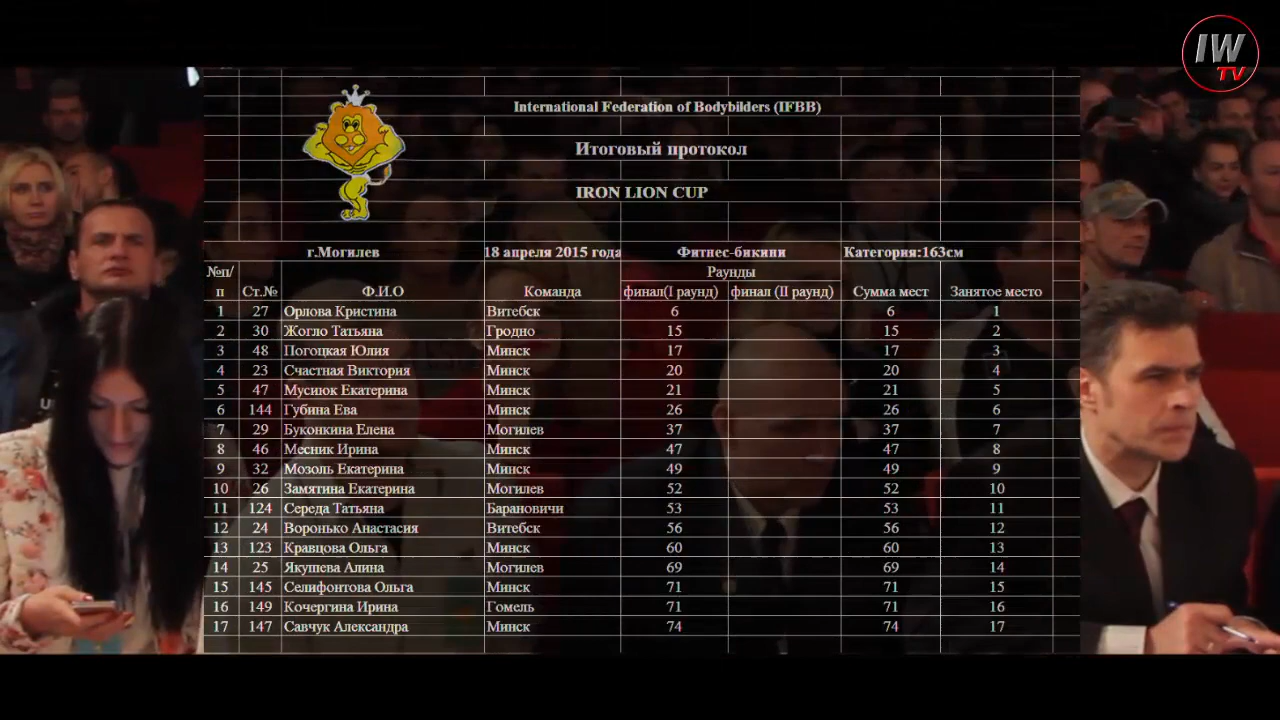 IW
TV
International Federation of Bodybilders (IFBB)
Итоговый протокол
IRON LION CUP
г.Могилев 18 апреля 2015 года Фитнес-бикини Категория:163см
Раунды
№п/п Ст.№ Ф.И.О Команда финал(I раунд) финал (II раунд) Сумма мест Занятое место
1 27 Орлова Кристина Витебск 6 6 1
2 30 Жогло Татьяна Гродно 15 15 2
3 48 Погоцкая Юлия Минск 17 17 3
4 23 Счастная Виктория Минск 20 20 4
5 47 Мусиюк Екатерина Минск 21 21 5
6 144 Губина Ева Минск 26 26 6
7 29 Буконкина Елена Могилев 37 37 7
8 46 Месник Ирина Минск 47 47 8
9 32 Мозоль Екатерина Минск 49 49 9
10 26 Замятина Екатерина Могилев 52 52 10
11 124 Середа Татьяна Барановичи 53 53 11
12 24 Воронько Анастасия Витебск 56 56 12
13 123 Кравцова Ольга Минск 60 60 13
14 25 Якушева Алина Могилев 69 69 14
15 145 Селифонтова Ольга Минск 71 71 15
16 149 Кочергина Ирина Гомель 71 71 16
17 147 Савчук Александра Минск 74 74 17